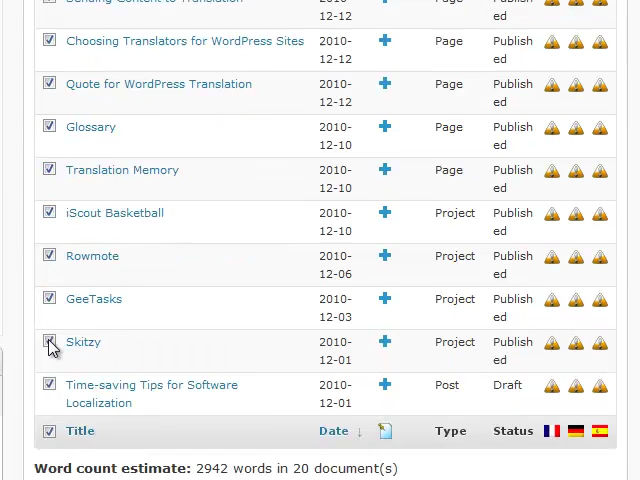 Sending Content to Translation
12-12
ed
Choosing Translators for WordPress Sites 2010- Page Publish
12-12 ed
Quote for WordPress Translation 2010- Page Publish
12-12 ed
Glossary 2010- Page Publish
12-10 ed
Translation Memory 2010- Page Publish
12-10 ed
iScout Basketball 2010- Project Publish
12-10 ed
Rowmote 2010- Project Publish
12-06 ed
GeeTasks 2010- Project Publish
12-03 ed
Skitzy 2010- Project Publish
12-01 ed
Time-saving Tips for Software 2010- Post Draft
Localization 12-01
Title Date ↓ Type Status
Word count estimate: 2942 words in 20 document(s)